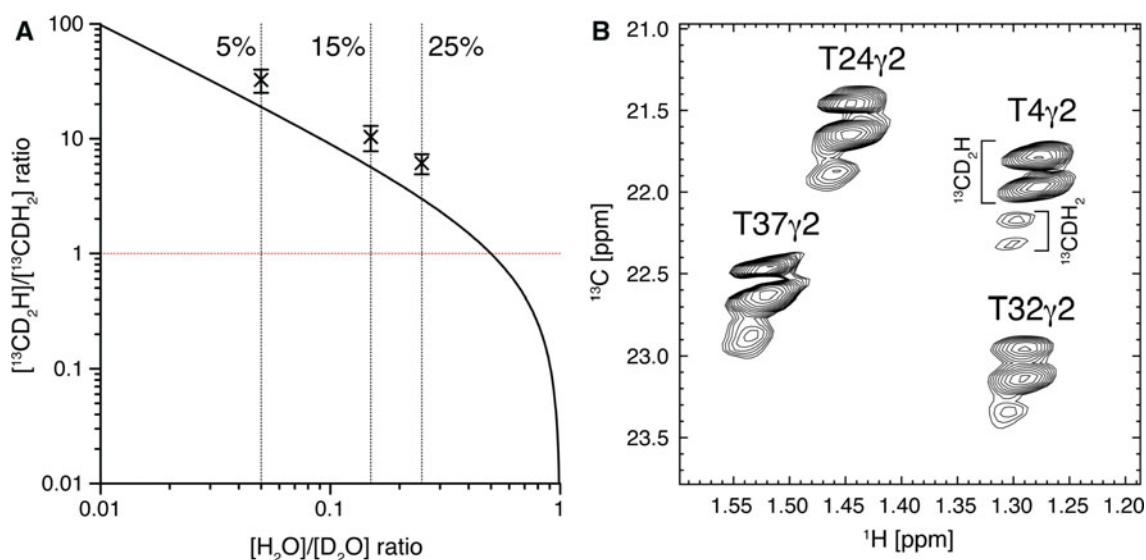 A
100
10
1
0.1
0.01
0.01
0.1
1
5%
15%
25%
[¹³CD₂H]/[¹³CDH₂] ratio
[H₂O]/[D₂O] ratio
B
21.0
21.5
22.0
22.5
23.0
23.5
¹³C [ppm]
T24γ2
T4γ2
¹³CD₂H
¹³CDH₂
T37γ2
T32γ2
1.55
1.50
1.45
1.40
1.35
1.30
1.25
1.20
¹H [ppm]